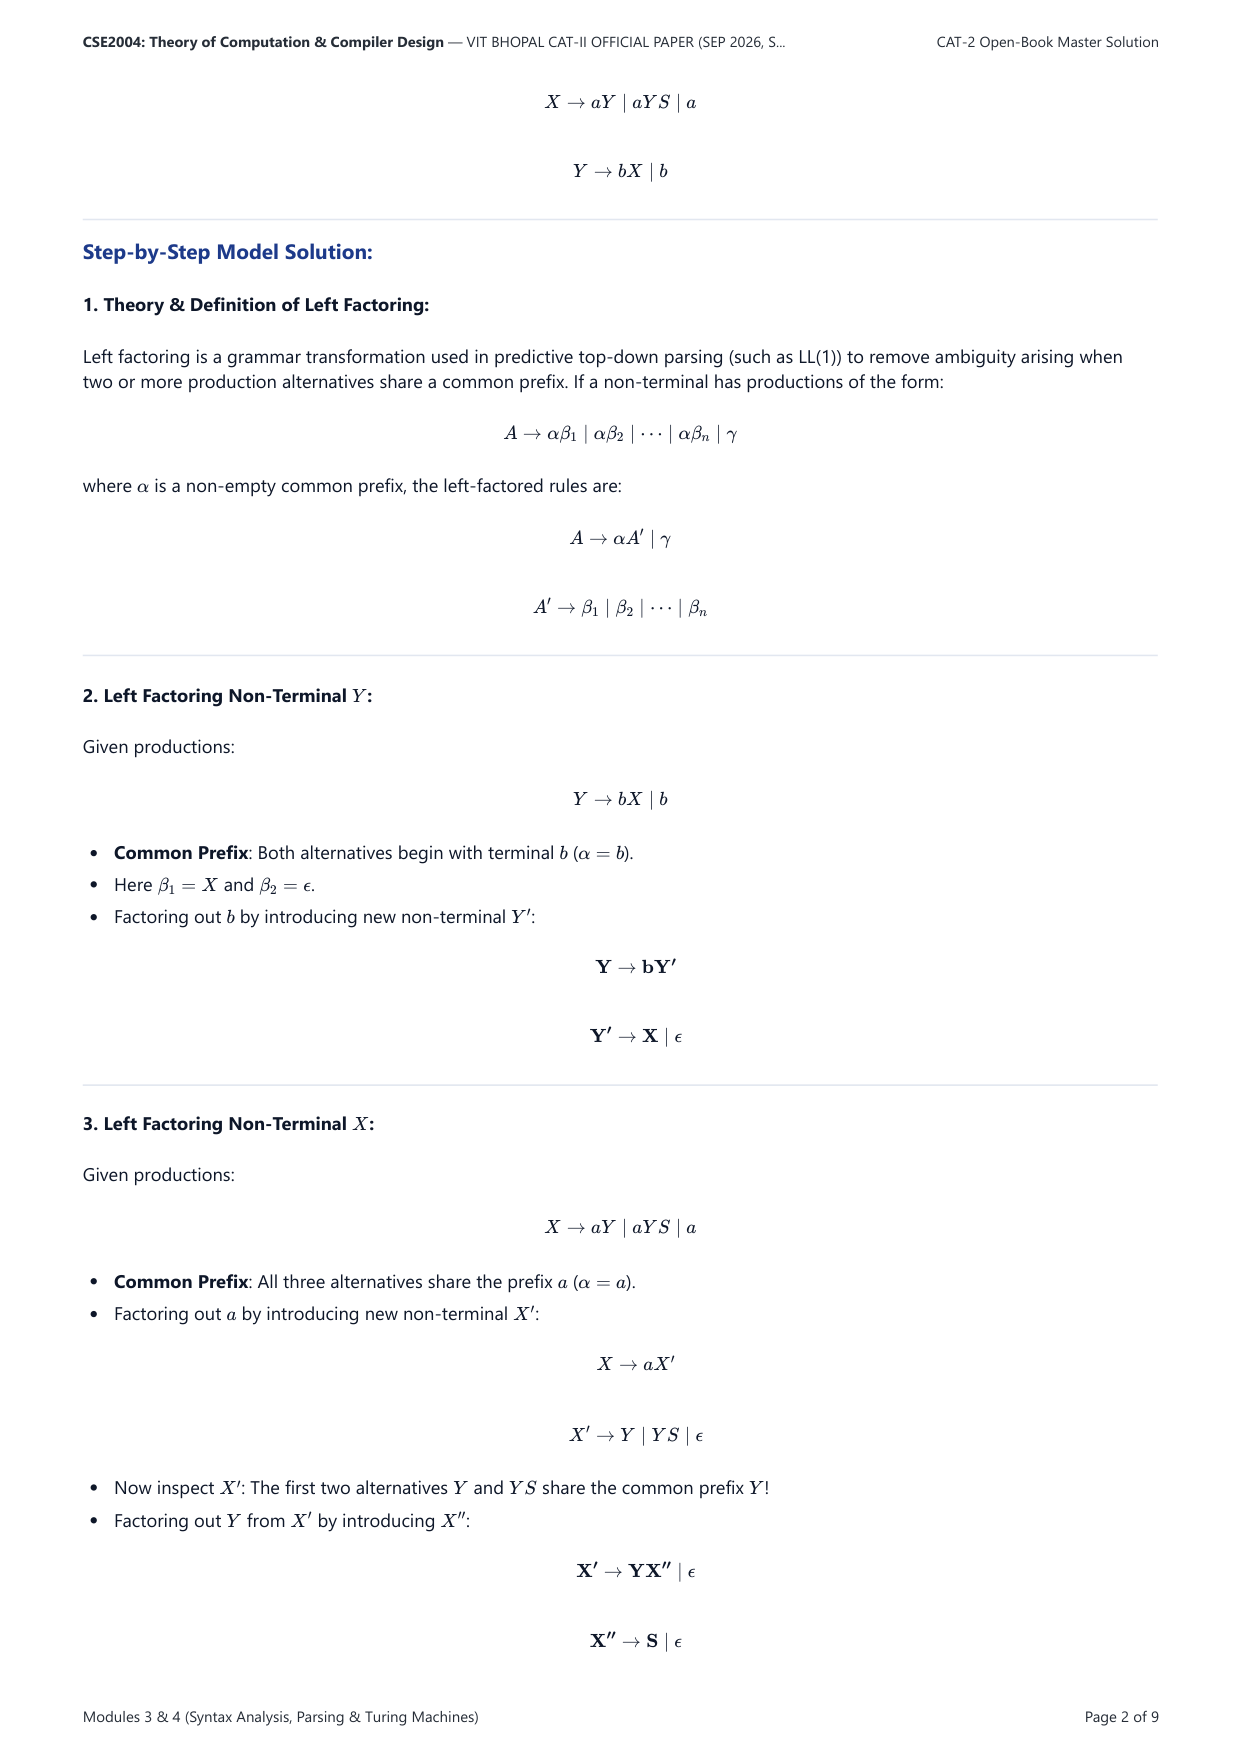 CSE2004: Theory of Computation & Compiler Design — VIT BHOPAL CAT-II OFFICIAL PAPER (SEP 2026, S... CAT-2 Open-Book Master Solution
X → aY | aYS | a
Y → bX | b
Step-by-Step Model Solution:
1. Theory & Definition of Left Factoring:
Left factoring is a grammar transformation used in predictive top-down parsing (such as LL(1)) to remove ambiguity arising when
two or more production alternatives share a common prefix. If a non-terminal has productions of the form:
A → αβ₁ | αβ₂ | ⋯ | αβₙ | γ
where α is a non-empty common prefix, the left-factored rules are:
A → αA′ | γ
A′ → β₁ | β₂ | ⋯ | βₙ
2. Left Factoring Non-Terminal Y:
Given productions:
Y → bX | b
• Common Prefix: Both alternatives begin with terminal b (α = b).
• Here β₁ = X and β₂ = ϵ.
• Factoring out b by introducing new non-terminal Y′:
Y → bY′
Y′ → X | ϵ
3. Left Factoring Non-Terminal X:
Given productions:
X → aY | aYS | a
• Common Prefix: All three alternatives share the prefix a (α = a).
• Factoring out a by introducing new non-terminal X′:
X → aX′
X′ → Y | YS | ϵ
• Now inspect X′: The first two alternatives Y and YS share the common prefix Y!
• Factoring out Y from X′ by introducing X′′:
X′ → YX′′ | ϵ
X′′ → S | ϵ
Modules 3 & 4 (Syntax Analysis, Parsing & Turing Machines) Page 2 of 9